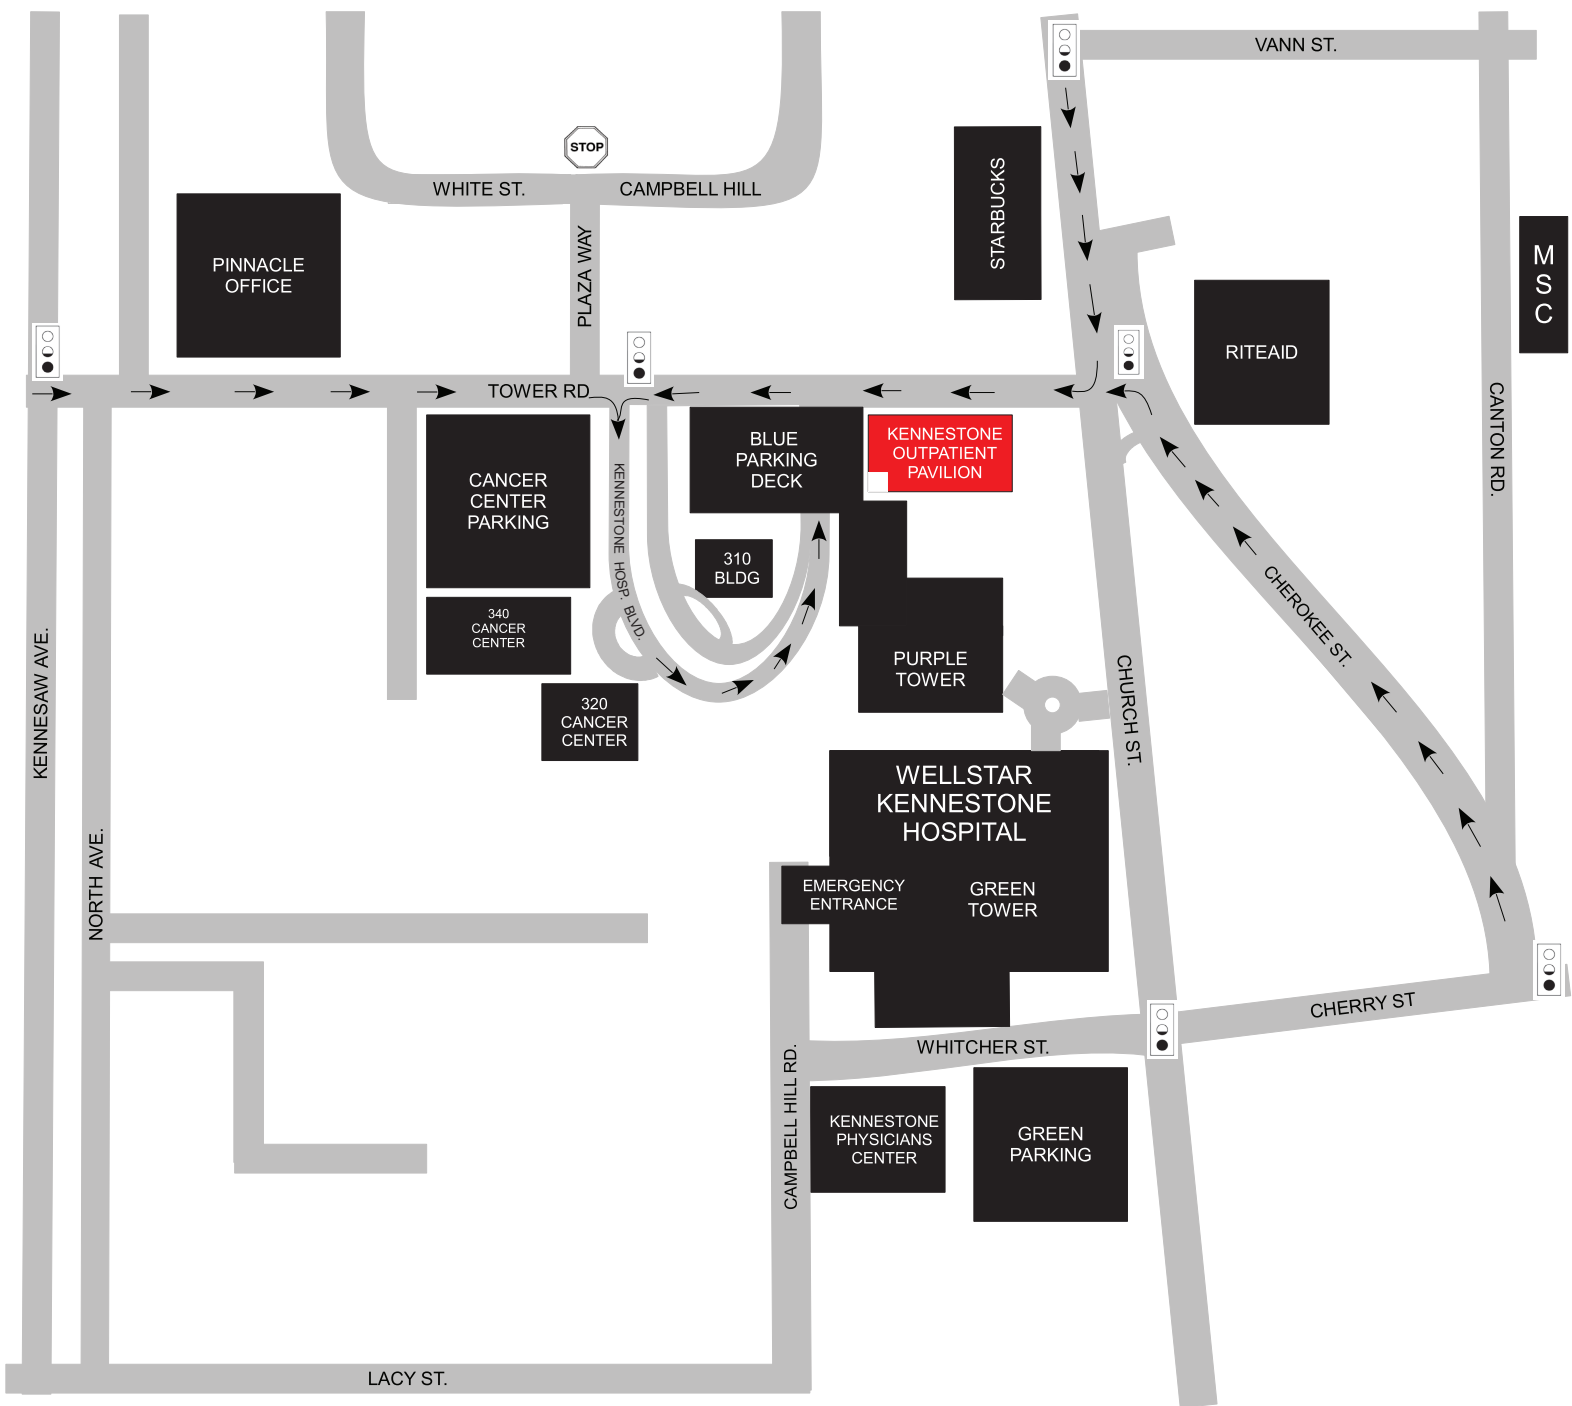 VANN ST.
STOP
WHITE ST.
CAMPBELL HILL
STARBUCKS
PLAZA WAY
PINNACLE
OFFICE
M
S
C
RITEAID
TOWER RD
CANTON RD.
BLUE
PARKING
DECK
KENNESTONE
OUTPATIENT
PAVILION
CANCER
CENTER
PARKING
KENNESTONE HOSP. BLVD.
310
BLDG
CHEROKEE ST.
340
CANCER
CENTER
KENNESAW AVE.
PURPLE
TOWER
CHURCH ST.
320
CANCER
CENTER
WELLSTAR
KENNESTONE
HOSPITAL
NORTH AVE.
EMERGENCY
ENTRANCE
GREEN
TOWER
CHERRY ST
WHITCHER ST.
CAMPBELL HILL RD.
KENNESTONE
PHYSICIANS
CENTER
GREEN
PARKING
LACY ST.